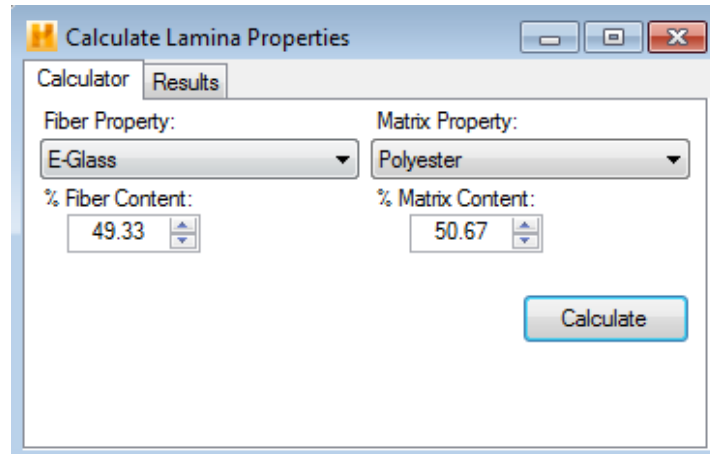 Calculate Lamina Properties
Calculator Results
Fiber Property: Matrix Property:
E-Glass Polyester
% Fiber Content: % Matrix Content:
49.33 50.67
Calculate